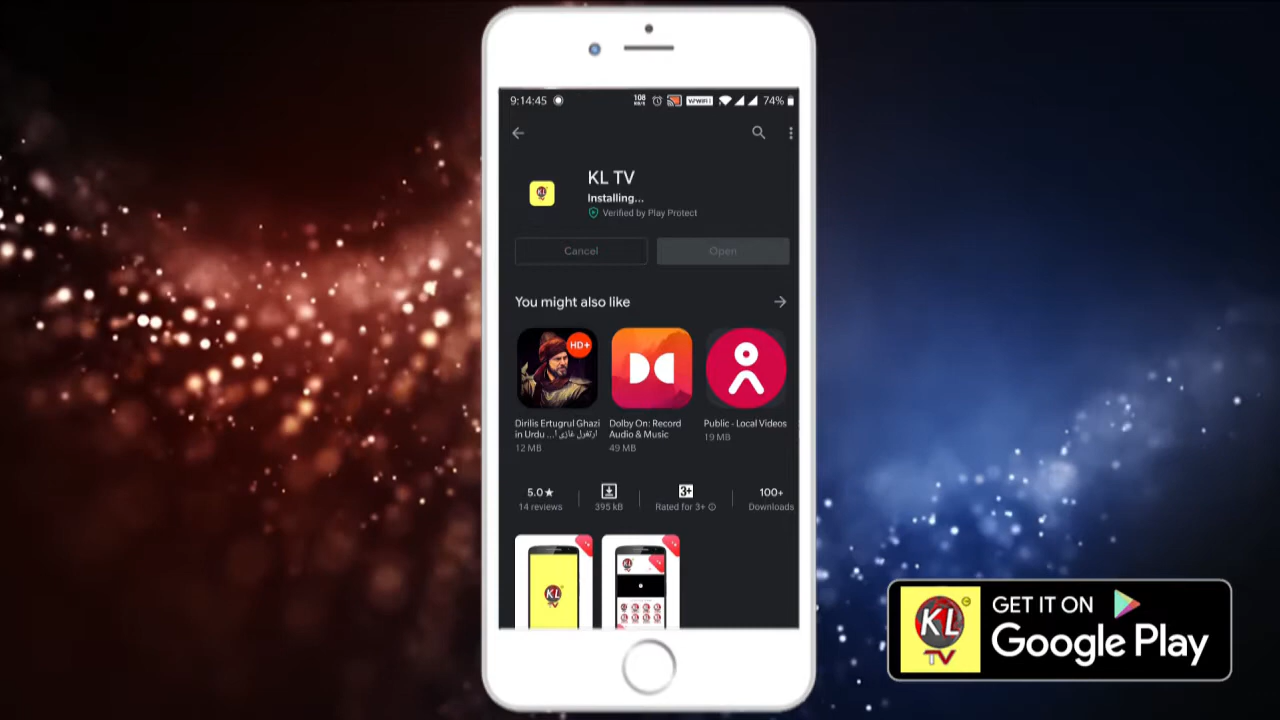 9:14:45
108
74%
KL TV
Installing...
Verified by Play Protect
Cancel
Open
You might also like
HD+
Dirilis Ertugrul Ghazi
in Urdu ... ارتغرل غازی ا
12 MB
Dolby On: Record
Audio & Music
49 MB
Public - Local Videos
19 MB
5.0★
14 reviews
395 kB
3+
Rated for 3+
100+
Downloads
KL
KL
TV
GET IT ON
Google Play